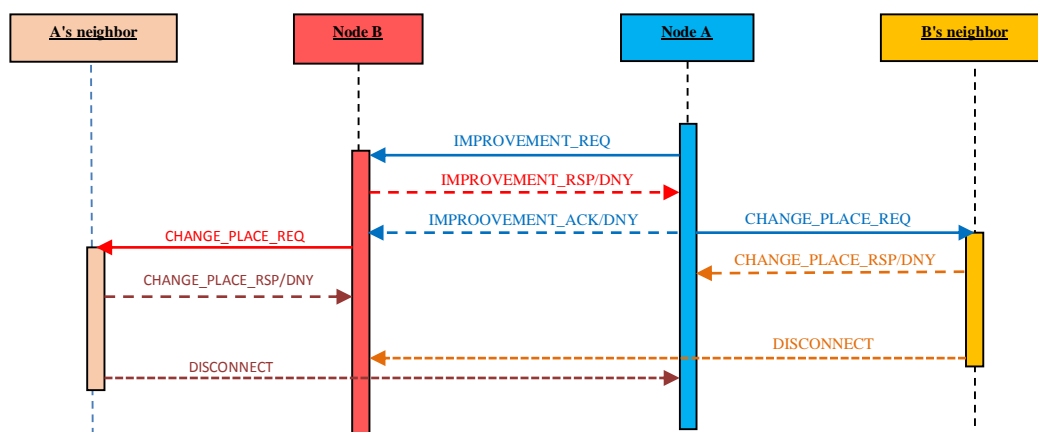 A's neighbor
Node B
Node A
B's neighbor
IMPROVEMENT_REQ
IMPROVEMENT_RSP/DNY
IMPROOVEMENT_ACK/DNY
CHANGE_PLACE_REQ
CHANGE_PLACE_REQ
CHANGE_PLACE_RSP/DNY
CHANGE_PLACE_RSP/DNY
DISCONNECT
DISCONNECT